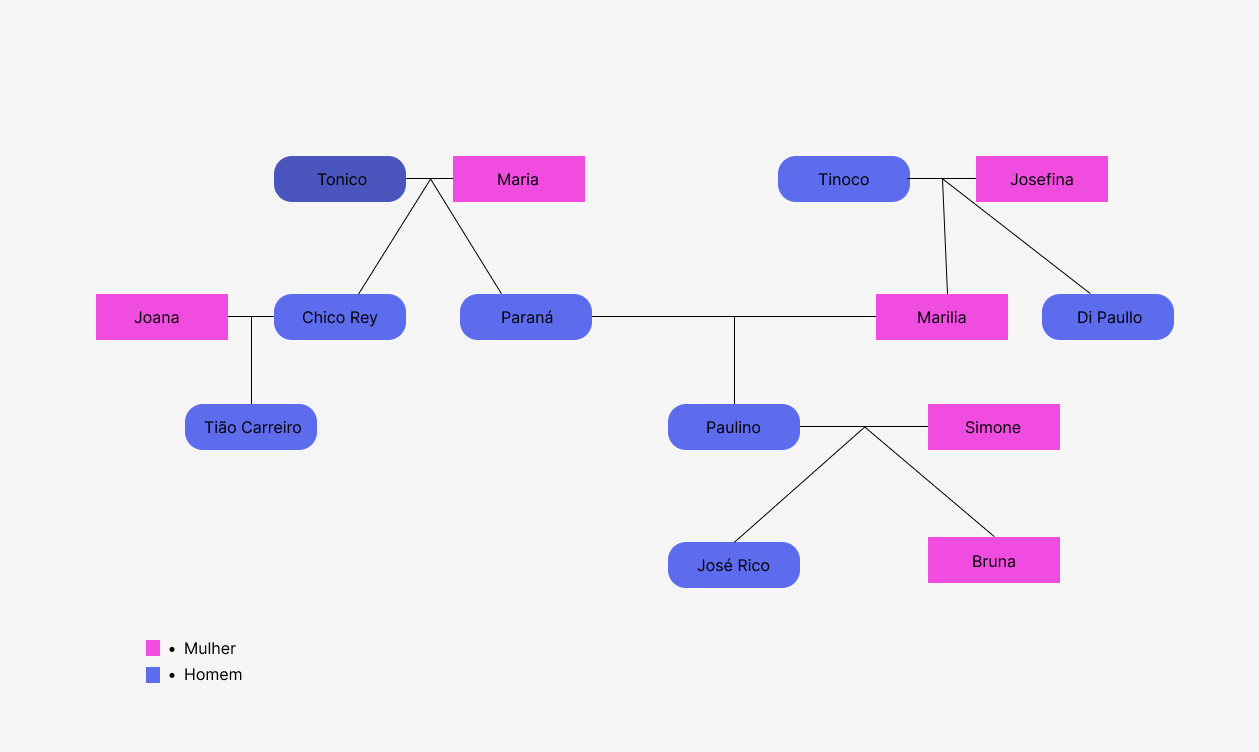 Tonico
Maria
Tinoco
Josefina
Joana
Chico Rey
Paraná
Marilia
Di Paullo
Tião Carreiro
Paulino
Simone
José Rico
Bruna
• Mulher
• Homem